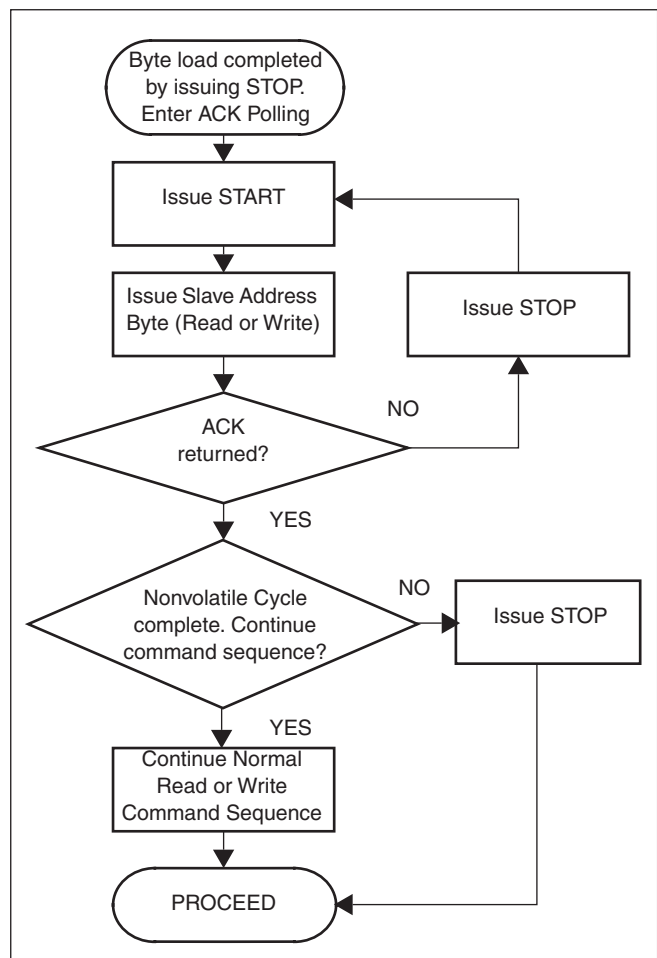 Byte load completed
by issuing STOP.
Enter ACK Polling
Issue START
Issue Slave Address
Byte (Read or Write)
Issue STOP
NO
ACK
returned?
YES
NO
Nonvolatile Cycle
complete. Continue
command sequence?
Issue STOP
YES
Continue Normal
Read or Write
Command Sequence
PROCEED